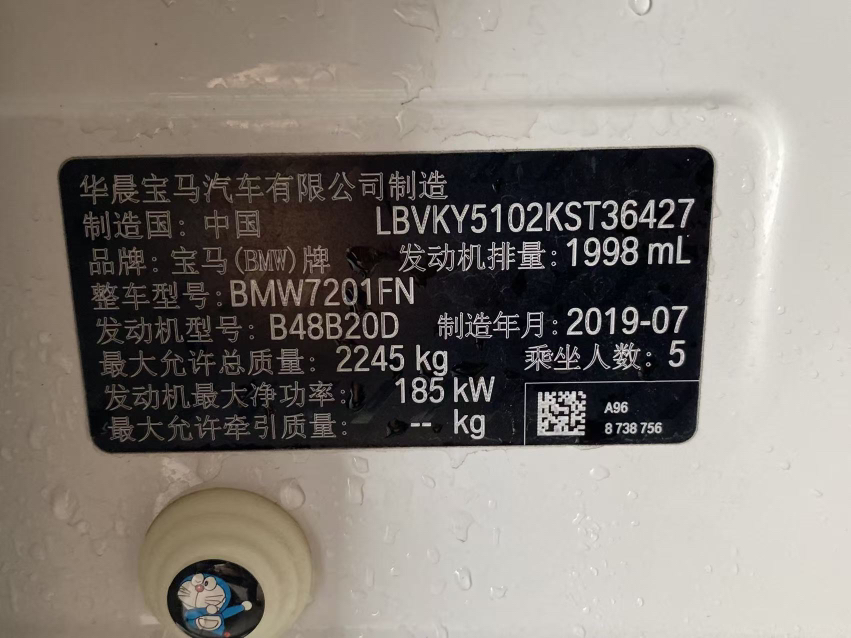 华晨宝马汽车有限公司制造
制造国: 中国 LBVKY5102KST36427
品牌: 宝马(BMW)牌 发动机排量: 1998 mL
整车型号: BMW7201FN
发动机型号: B48B20D 制造年月: 2019-07
最大允许总质量: 2245 kg 乘坐人数: 5
发动机最大净功率: 185 kW
最大允许牵引质量: -- kg
A96
8 738 756